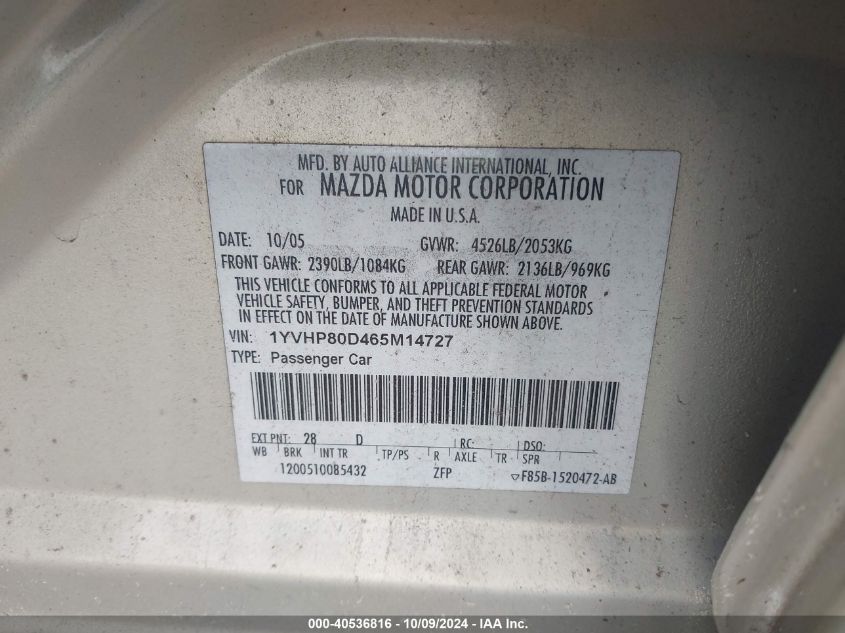 MFD. BY AUTO ALLIANCE INTERNATIONAL, INC.
FOR MAZDA MOTOR CORPORATION
MADE IN U.S.A.
DATE: 10/05 GVWR: 4526LB/2053KG
FRONT GAWR: 2390LB/1084KG REAR GAWR: 2136LB/969KG
THIS VEHICLE CONFORMS TO ALL APPLICABLE FEDERAL MOTOR
VEHICLE SAFETY, BUMPER, AND THEFT PREVENTION STANDARDS
IN EFFECT ON THE DATE OF MANUFACTURE SHOWN ABOVE.
VIN: 1YVHP80D465M14727
TYPE: Passenger Car
EXT PNT: 28 D RC: DSO:
WB BRK INT TR TP/PS R AXLE TR SPR
1200510085432 ZFP F85B-1520472-AB
000-40536816 - 10/09/2024 - IAA Inc.